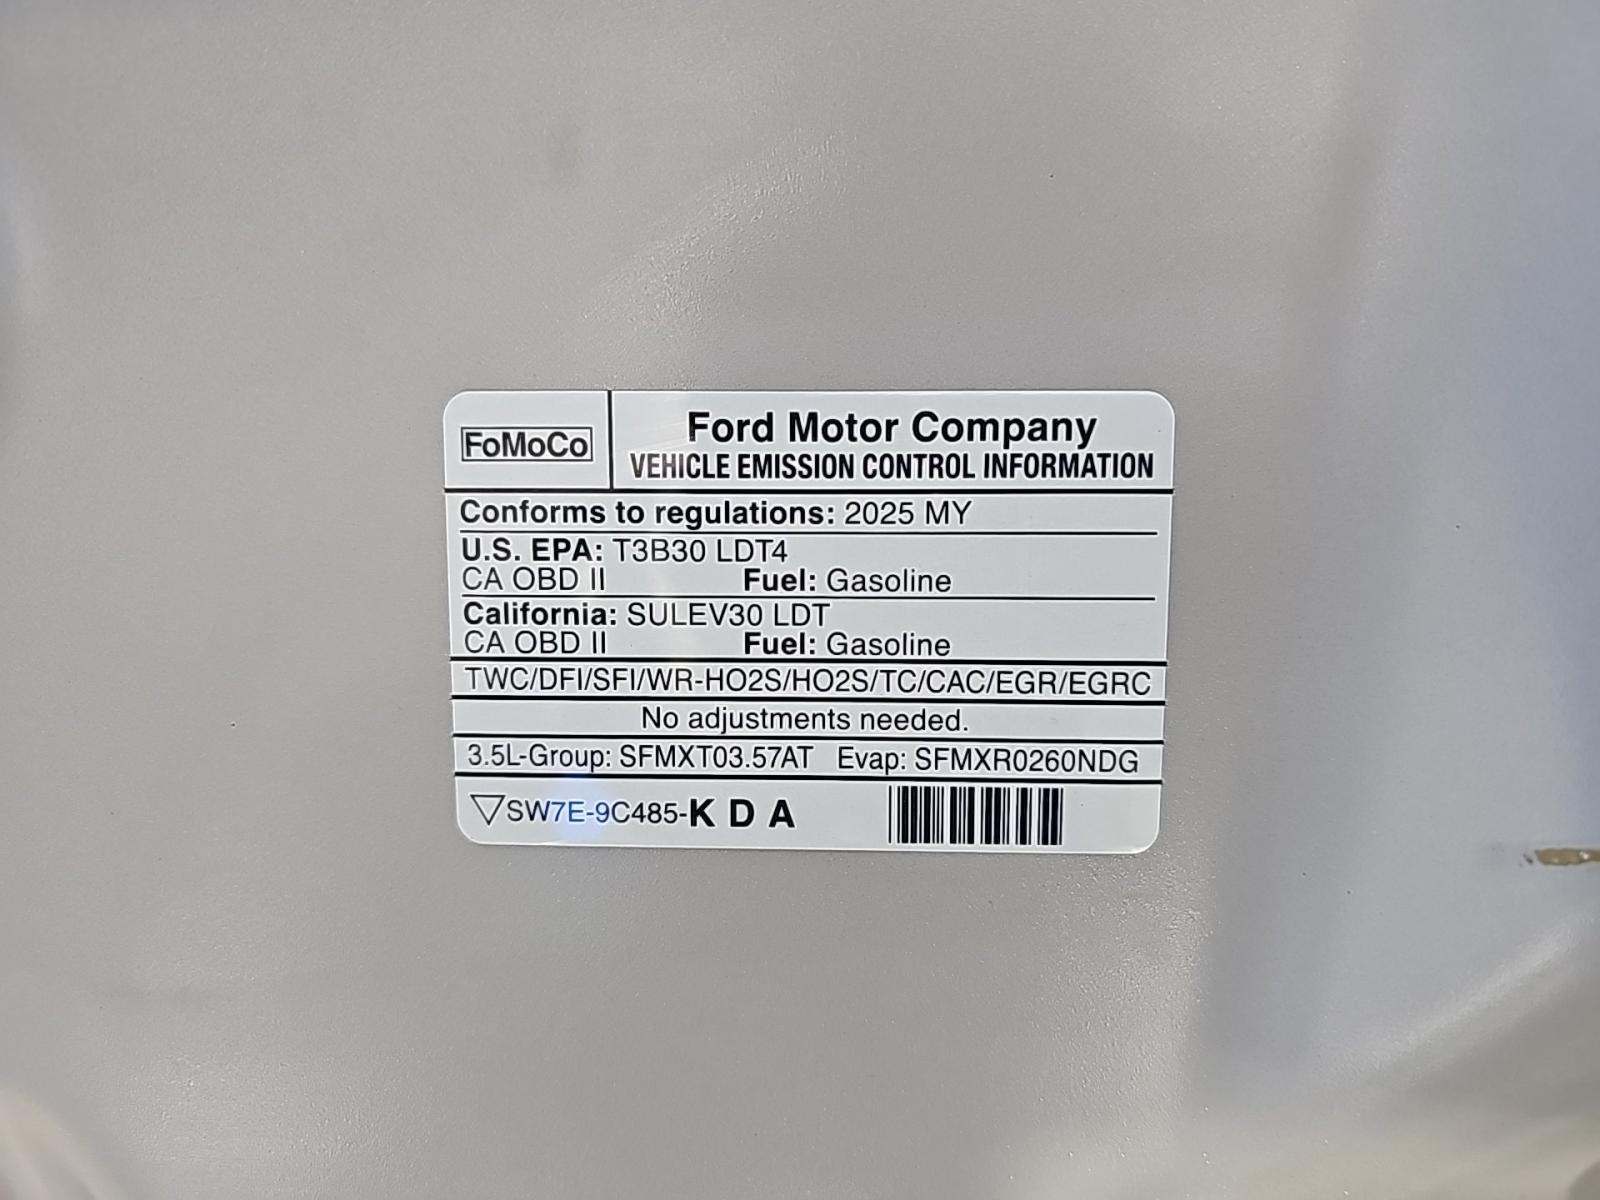 FoMoCo
Ford Motor Company
VEHICLE EMISSION CONTROL INFORMATION
Conforms to regulations: 2025 MY
U.S. EPA: T3B30 LDT4
CA OBD II Fuel: Gasoline
California: SULEV30 LDT
CA OBD II Fuel: Gasoline
TWC/DFI/SFI/WR-HO2S/HO2S/TC/CAC/EGR/EGRC
No adjustments needed.
3.5L-Group: SFMXT03.57AT Evap: SFMXR0260NDG
SW7E-9C485-K D A